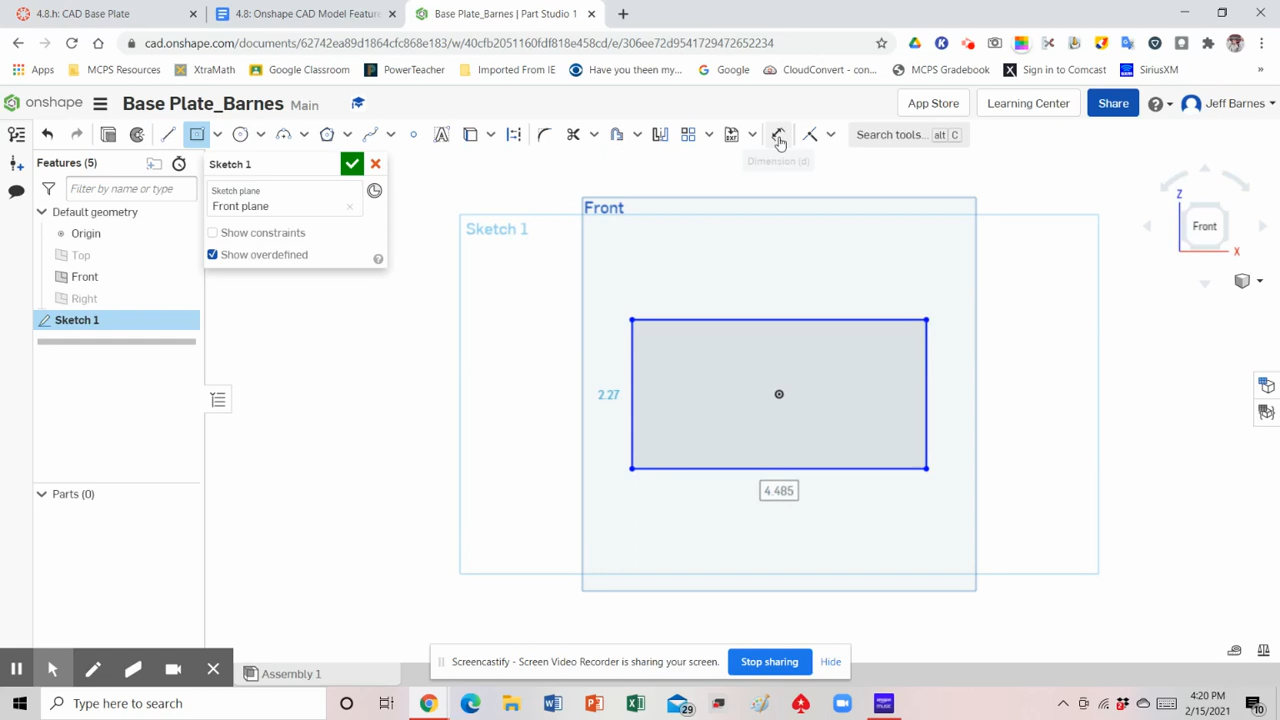 4.8.h: CAD Base Plate
4.8: Onshape CAD Model Feature
Base Plate_Barnes | Part Studio 1
cad.onshape.com/documents/62742ea89d1864cfc868c183/w/40cfb2051160fdf818e458cd/e/306ee72d9541729472652234
Apps
MCPS Resources
XtraMath
Google Classroom
PowerTeacher
Imported From IE
Have you theen my...
Google
CloudConvert - con...
MCPS Gradebook
Sign in to Comcast
SiriusXM
»
onshape
Base Plate_Barnes
Main
App Store
Learning Center
Share
Jeff Barnes
Search tools...
alt
C
Dimension (d)
Features (5)
Filter by name or type
Default geometry
Origin
Top
Front
Right
Sketch 1
Parts (0)
Sketch 1
Sketch plane
Front plane
Show constraints
Show overdefined
Front
Sketch 1
2.27
4.485
Z
Front
X
Screencastify - Screen Video Recorder is sharing your screen.
Stop sharing
Hide
Assembly 1
Type here to search
29
4:20 PM
2/15/2021
10